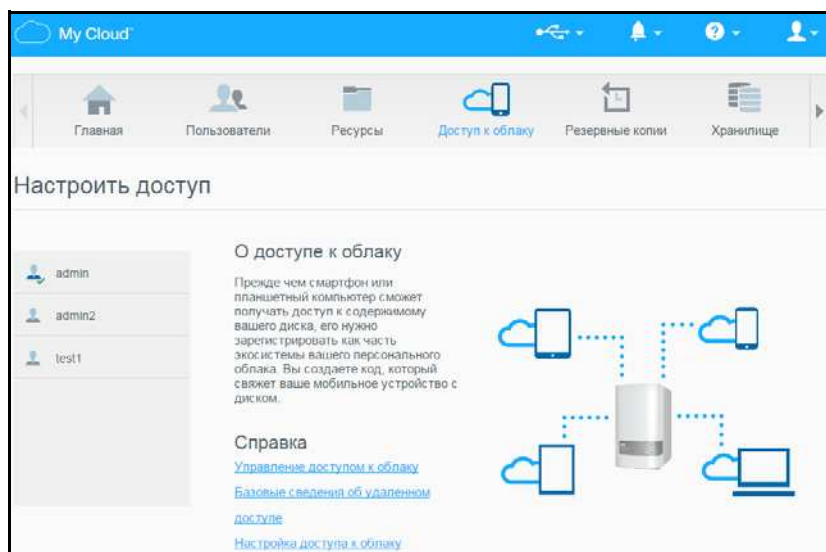 My Cloud™
Главная
Пользователи
Ресурсы
Доступ к облаку
Резервные копии
Хранилище
Настроить доступ
admin
admin2
test1
О доступе к облаку
Прежде чем смартфон или
планшетный компьютер сможет
получать доступ к содержимому
вашего диска, его нужно
зарегистрировать как часть
экосистемы вашего персонального
облака. Вы создаете код, который
свяжет ваше мобильное устройство с
диском.
Справка
Управление доступом к облаку
Базовые сведения об удаленном
доступе
Настройка доступа к облаку